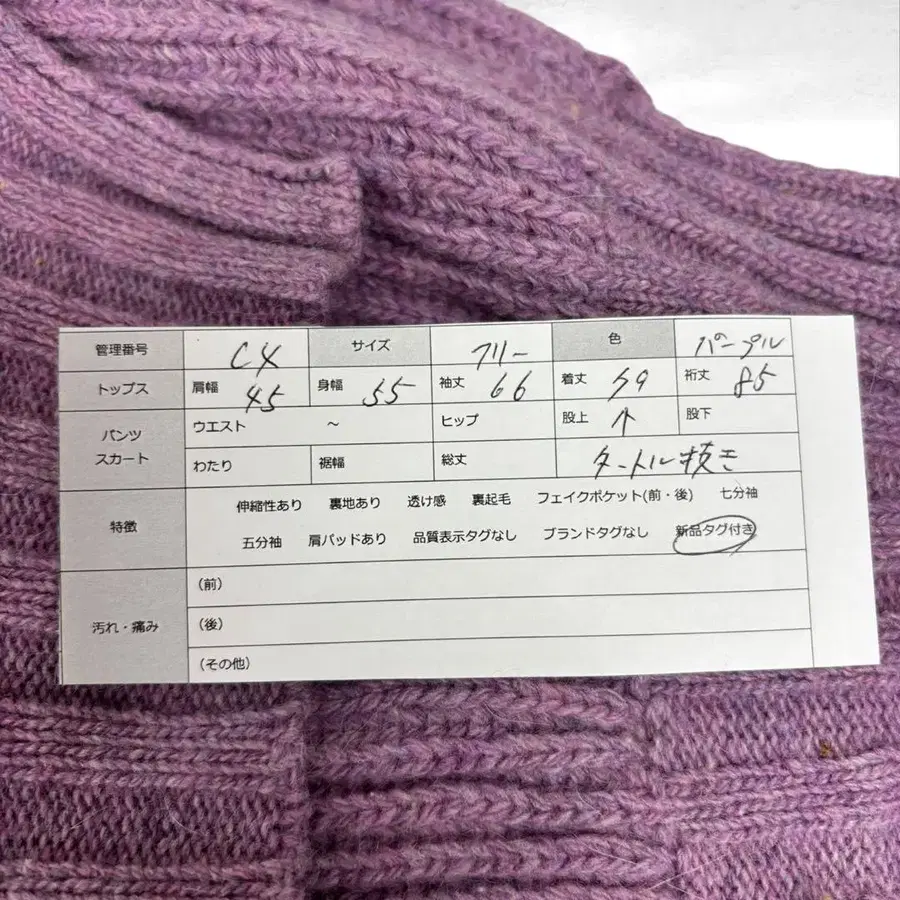 管理番号 CX サイズ フリー 色 パープル
トップス 肩幅 45 身幅 55 袖丈 66 着丈 59 裄丈 85
パンツ スカート
ウエスト ～ ヒップ 股上 ↑ 股下
わたり 裾幅 総丈 タートル抜き
特徴
伸縮性あり 裏地あり 透け感 裏起毛 フェイクポケット(前・後) 七分袖
五分袖 肩パッドあり 品質表示タグなし ブランドタグなし 新品タグ付き
汚れ・痛み
（前）
（後）
（その他）